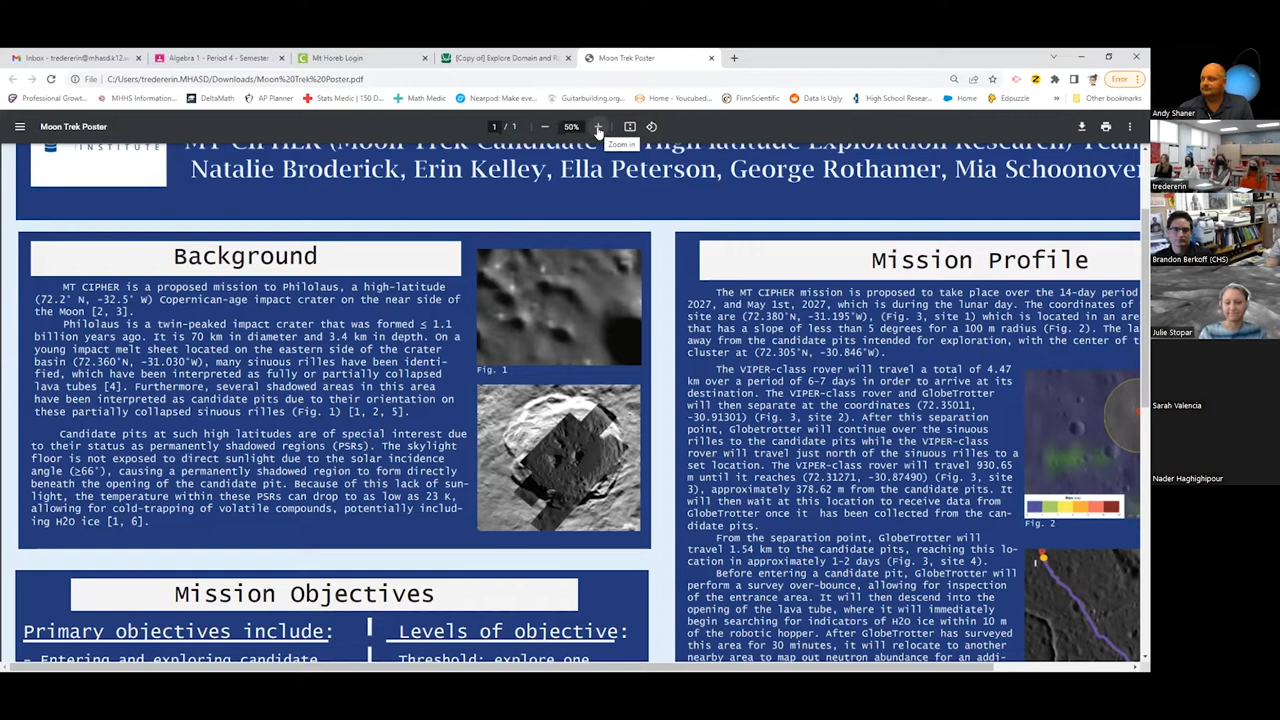 Inbox - trederin@mhasd.k12.w
Algebra 1 - Period 4 - Semester
Mt Horeb Login
[Copy of] Explore Domain and R
Moon Trek Poster
File
C:/Users/trederin.MHASD/Downloads/Moon%20Trek%20Poster.pdf
Error
Professional Growt...
MHHS Information...
DeltaMath
AP Planner
Stats Medic | 150 D...
Math Medic
Nearpod: Make eve...
Guitarbuilding.org...
Home - Youcubed...
FlinnScientific
Data Is Ugly
High School Resear...
Home
Edpuzzle
Other bookmarks
Moon Trek Poster
1 / 1
50%
Zoom in
INSTITUTE
MT CIPHER (Moon Trek Candidate
High latitude Exploration Research) Team
Natalie Broderick, Erin Kelley, Ella Peterson, George Rothamer, Mia Schoonover
Background
MT CIPHER is a proposed mission to Philolaus, a high-latitude
(72.2° N, -32.5° W) Copernican-age impact crater on the near side of
the Moon [2, 3].
Philolaus is a twin-peaked impact crater that was formed ≤ 1.1
billion years ago. It is 70 km in diameter and 3.4 km in depth. On a
young impact melt sheet located on the eastern side of the crater
basin (72.360°N, -31.030°W), many sinuous rilles have been identi-
fied, which have been interpreted as fully or partially collapsed
lava tubes [4]. Furthermore, several shadowed areas in this area
have been interpreted as candidate pits due to their orientation on
these partially collapsed sinuous rilles (Fig. 1) [1, 2, 5].
Candidate pits at such high latitudes are of special interest due
to their status as permanently shadowed regions (PSRs). The skylight
floor is not exposed to direct sunlight due to the solar incidence
angle (≥66°), causing a permanently shadowed region to form directly
beneath the opening of the candidate pit. Because of this lack of sun-
light, the temperature within these PSRs can drop to as low as 23 K,
allowing for cold-trapping of volatile compounds, potentially includ-
ing H2O ice [1, 6].
Fig. 1
Mission Objectives
Primary objectives include:
- Entering and exploring candidate
Levels of objective:
Threshold: explore one
Mission Profile
The MT CIPHER mission is proposed to take place over the 14-day period
2027, and May 1st, 2027, which is during the lunar day. The coordinates of
site are (72.380°N, -31.195°W), (Fig. 3, site 1) which is located in an are
that has a slope of less than 5 degrees for a 100 m radius (Fig. 2). The la
away from the candidate pits intended for exploration, with the center of t
cluster at (72.305°N, -30.846°W).
The VIPER-class rover will travel a total of 4.47
km over a period of 6-7 days in order to arrive at its
destination. The VIPER-class rover and GlobeTrotter
will then separate at the coordinates (72.35011,
-30.91301) (Fig. 3, site 2). After this separation
point, Globetrotter will continue over the sinuous
rilles to the candidate pits while the VIPER-class
rover will travel just north of the sinuous rilles to a
set location. The VIPER-class rover will travel 930.65
m until it reaches (72.31271, -30.87490) (Fig. 3, site
3), approximately 378.62 m from the candidate pits. It
will then wait at this location to receive data from
GlobeTrotter once it has been collected from the can-
didate pits.
From the separation point, GlobeTrotter will
travel 1.54 km to the candidate pits, reaching this lo-
cation in approximately 1-2 days (Fig. 3, site 4).
Before entering a candidate pit, GlobeTrotter will
perform a survey over-bounce, allowing for inspection
of the entrance area. It will then descend into the
opening of the lava tube, where it will immediately
begin searching for indicators of H2O ice within 10 m
of the robotic hopper. After GlobeTrotter has surveyed
this area for 30 minutes, it will relocate to another
nearby area to map out neutron abundance for an addi-
Fig. 2
1
Andy Shaner
trederin
Brandon Berkoff (CHS)
Julie Stopar
Sarah Valencia
Nader Haghighipour